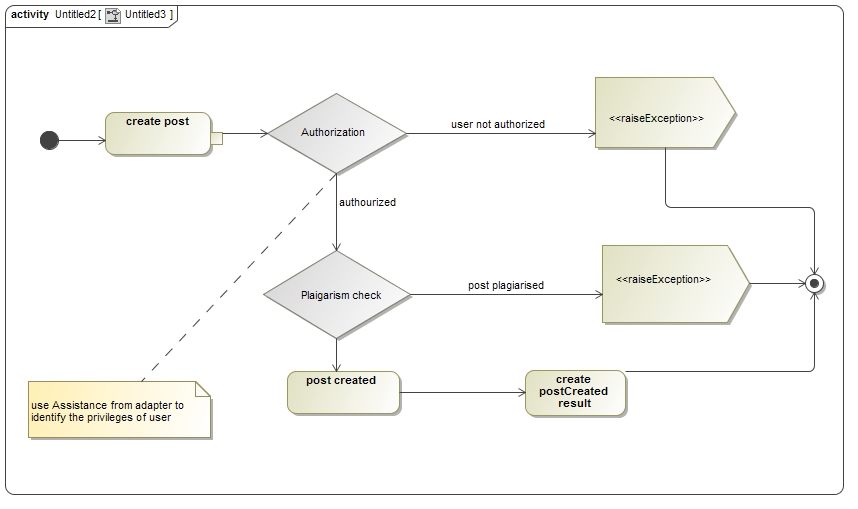 activity Untitled2 [ Untitled3 ]
create post
Authorization
user not authorized
<<raiseException>>
authourized
Plaigarism check
post plagiarised
<<raiseException>>
post created
create
postCreated
result
use Assistance from adapter to
identify the privileges of user